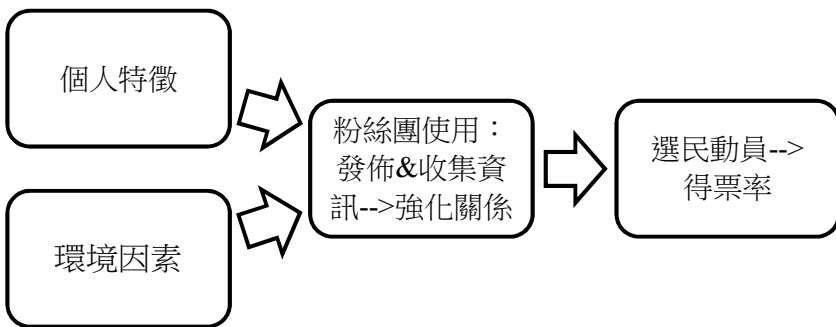 個人特徵
環境因素
粉絲團使用：
發佈&收集資
訊-->強化關係
選民動員-->
得票率